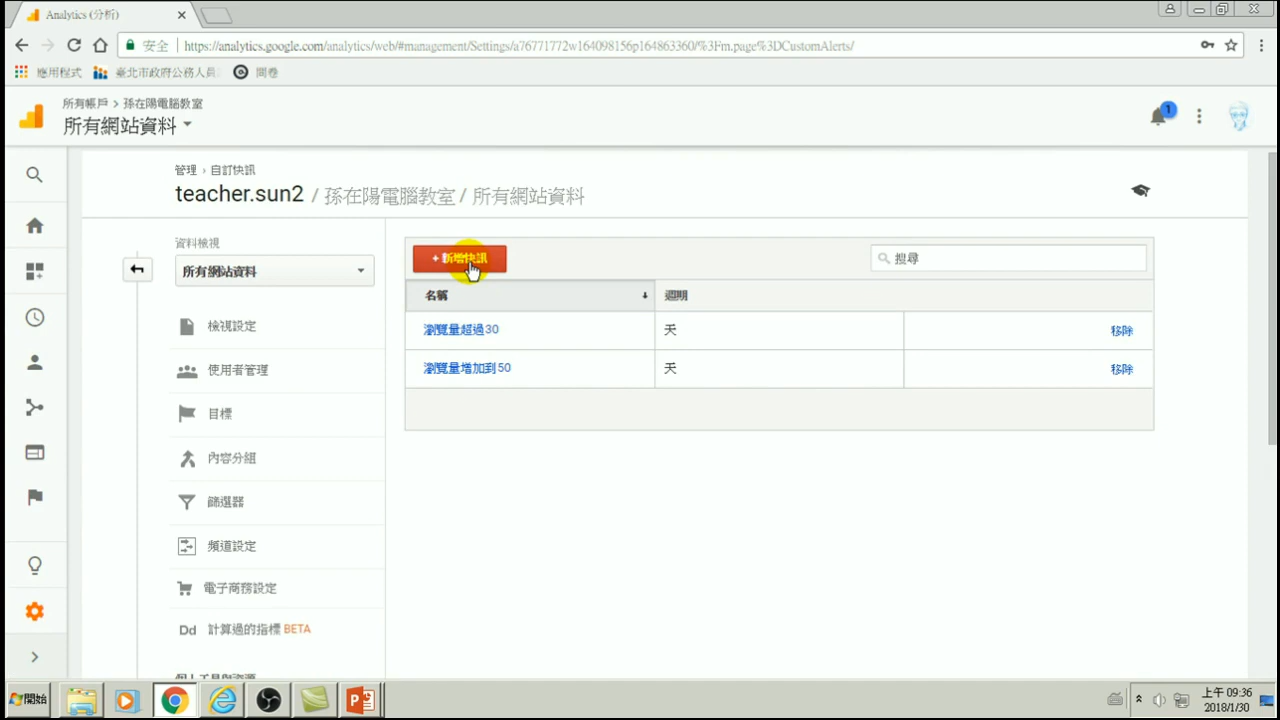 Analytics (分析)
安全 https://analytics.google.com/analytics/web/#management/Settings/a76771772w164098156p164863360/%3Fm.page%3DCustomAlerts/
應用程式 臺北市政府公務人員 問卷
所有帳戶 > 孫在陽電腦教室
所有網站資料
1
管理 › 自訂快訊
teacher.sun2 / 孫在陽電腦教室 / 所有網站資料
資料檢視
所有網站資料
檢視設定
使用者管理
目標
內容分組
篩選器
頻道設定
電子商務設定
Dd 計算過的指標 BETA
個人工具與資源
+ 新增快訊
搜尋
名稱 週期
瀏覽量超過30 天 移除
瀏覽量增加到50 天 移除
開始
上午 09:36
2018/1/30